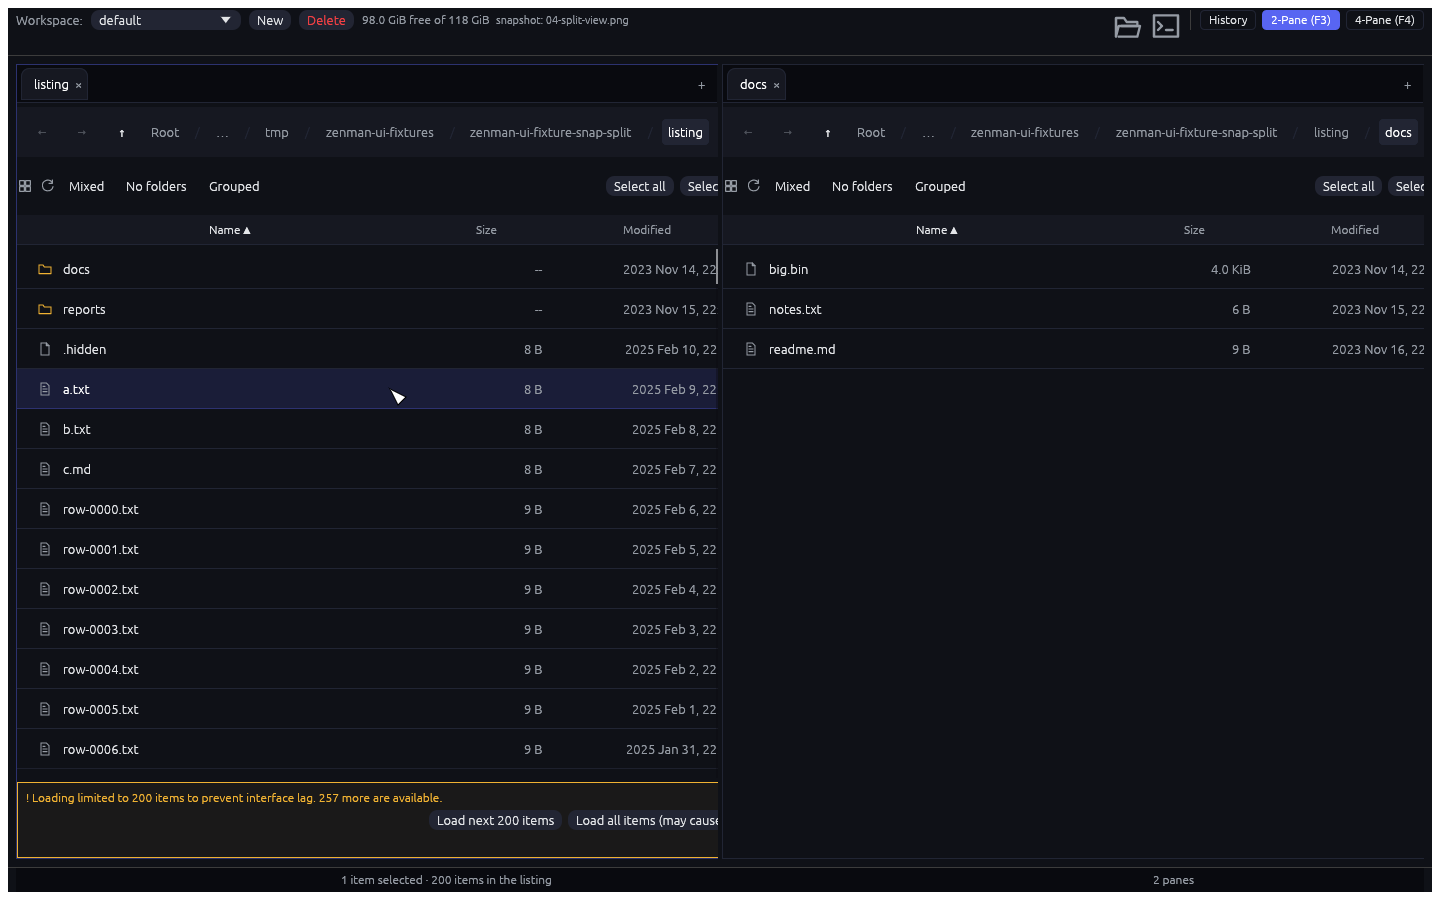 Workspace: default New Delete 98.0 GiB free of 118 GiB snapshot: 04-split-view.png History 2-Pane (F3) 4-Pane (F4)
listing × +
← → ↑ Root / ... / tmp / zenman-ui-fixtures / zenman-ui-fixture-snap-split / listing
Mixed No folders Grouped Select all Selec
Name ▲ Size Modified
docs -- 2023 Nov 14, 22
reports -- 2023 Nov 15, 22
.hidden 8 B 2025 Feb 10, 22
a.txt 8 B 2025 Feb 9, 22
b.txt 8 B 2025 Feb 8, 22
c.md 8 B 2025 Feb 7, 22
row-0000.txt 9 B 2025 Feb 6, 22
row-0001.txt 9 B 2025 Feb 5, 22
row-0002.txt 9 B 2025 Feb 4, 22
row-0003.txt 9 B 2025 Feb 3, 22
row-0004.txt 9 B 2025 Feb 2, 22
row-0005.txt 9 B 2025 Feb 1, 22
row-0006.txt 9 B 2025 Jan 31, 22
! Loading limited to 200 items to prevent interface lag. 257 more are available.
Load next 200 items Load all items (may cause
docs × +
← → ↑ Root / ... / zenman-ui-fixtures / zenman-ui-fixture-snap-split / listing / docs
Mixed No folders Grouped Select all Selec
Name ▲ Size Modified
big.bin 4.0 KiB 2023 Nov 14, 22
notes.txt 6 B 2023 Nov 15, 22
readme.md 9 B 2023 Nov 16, 22
1 item selected · 200 items in the listing 2 panes